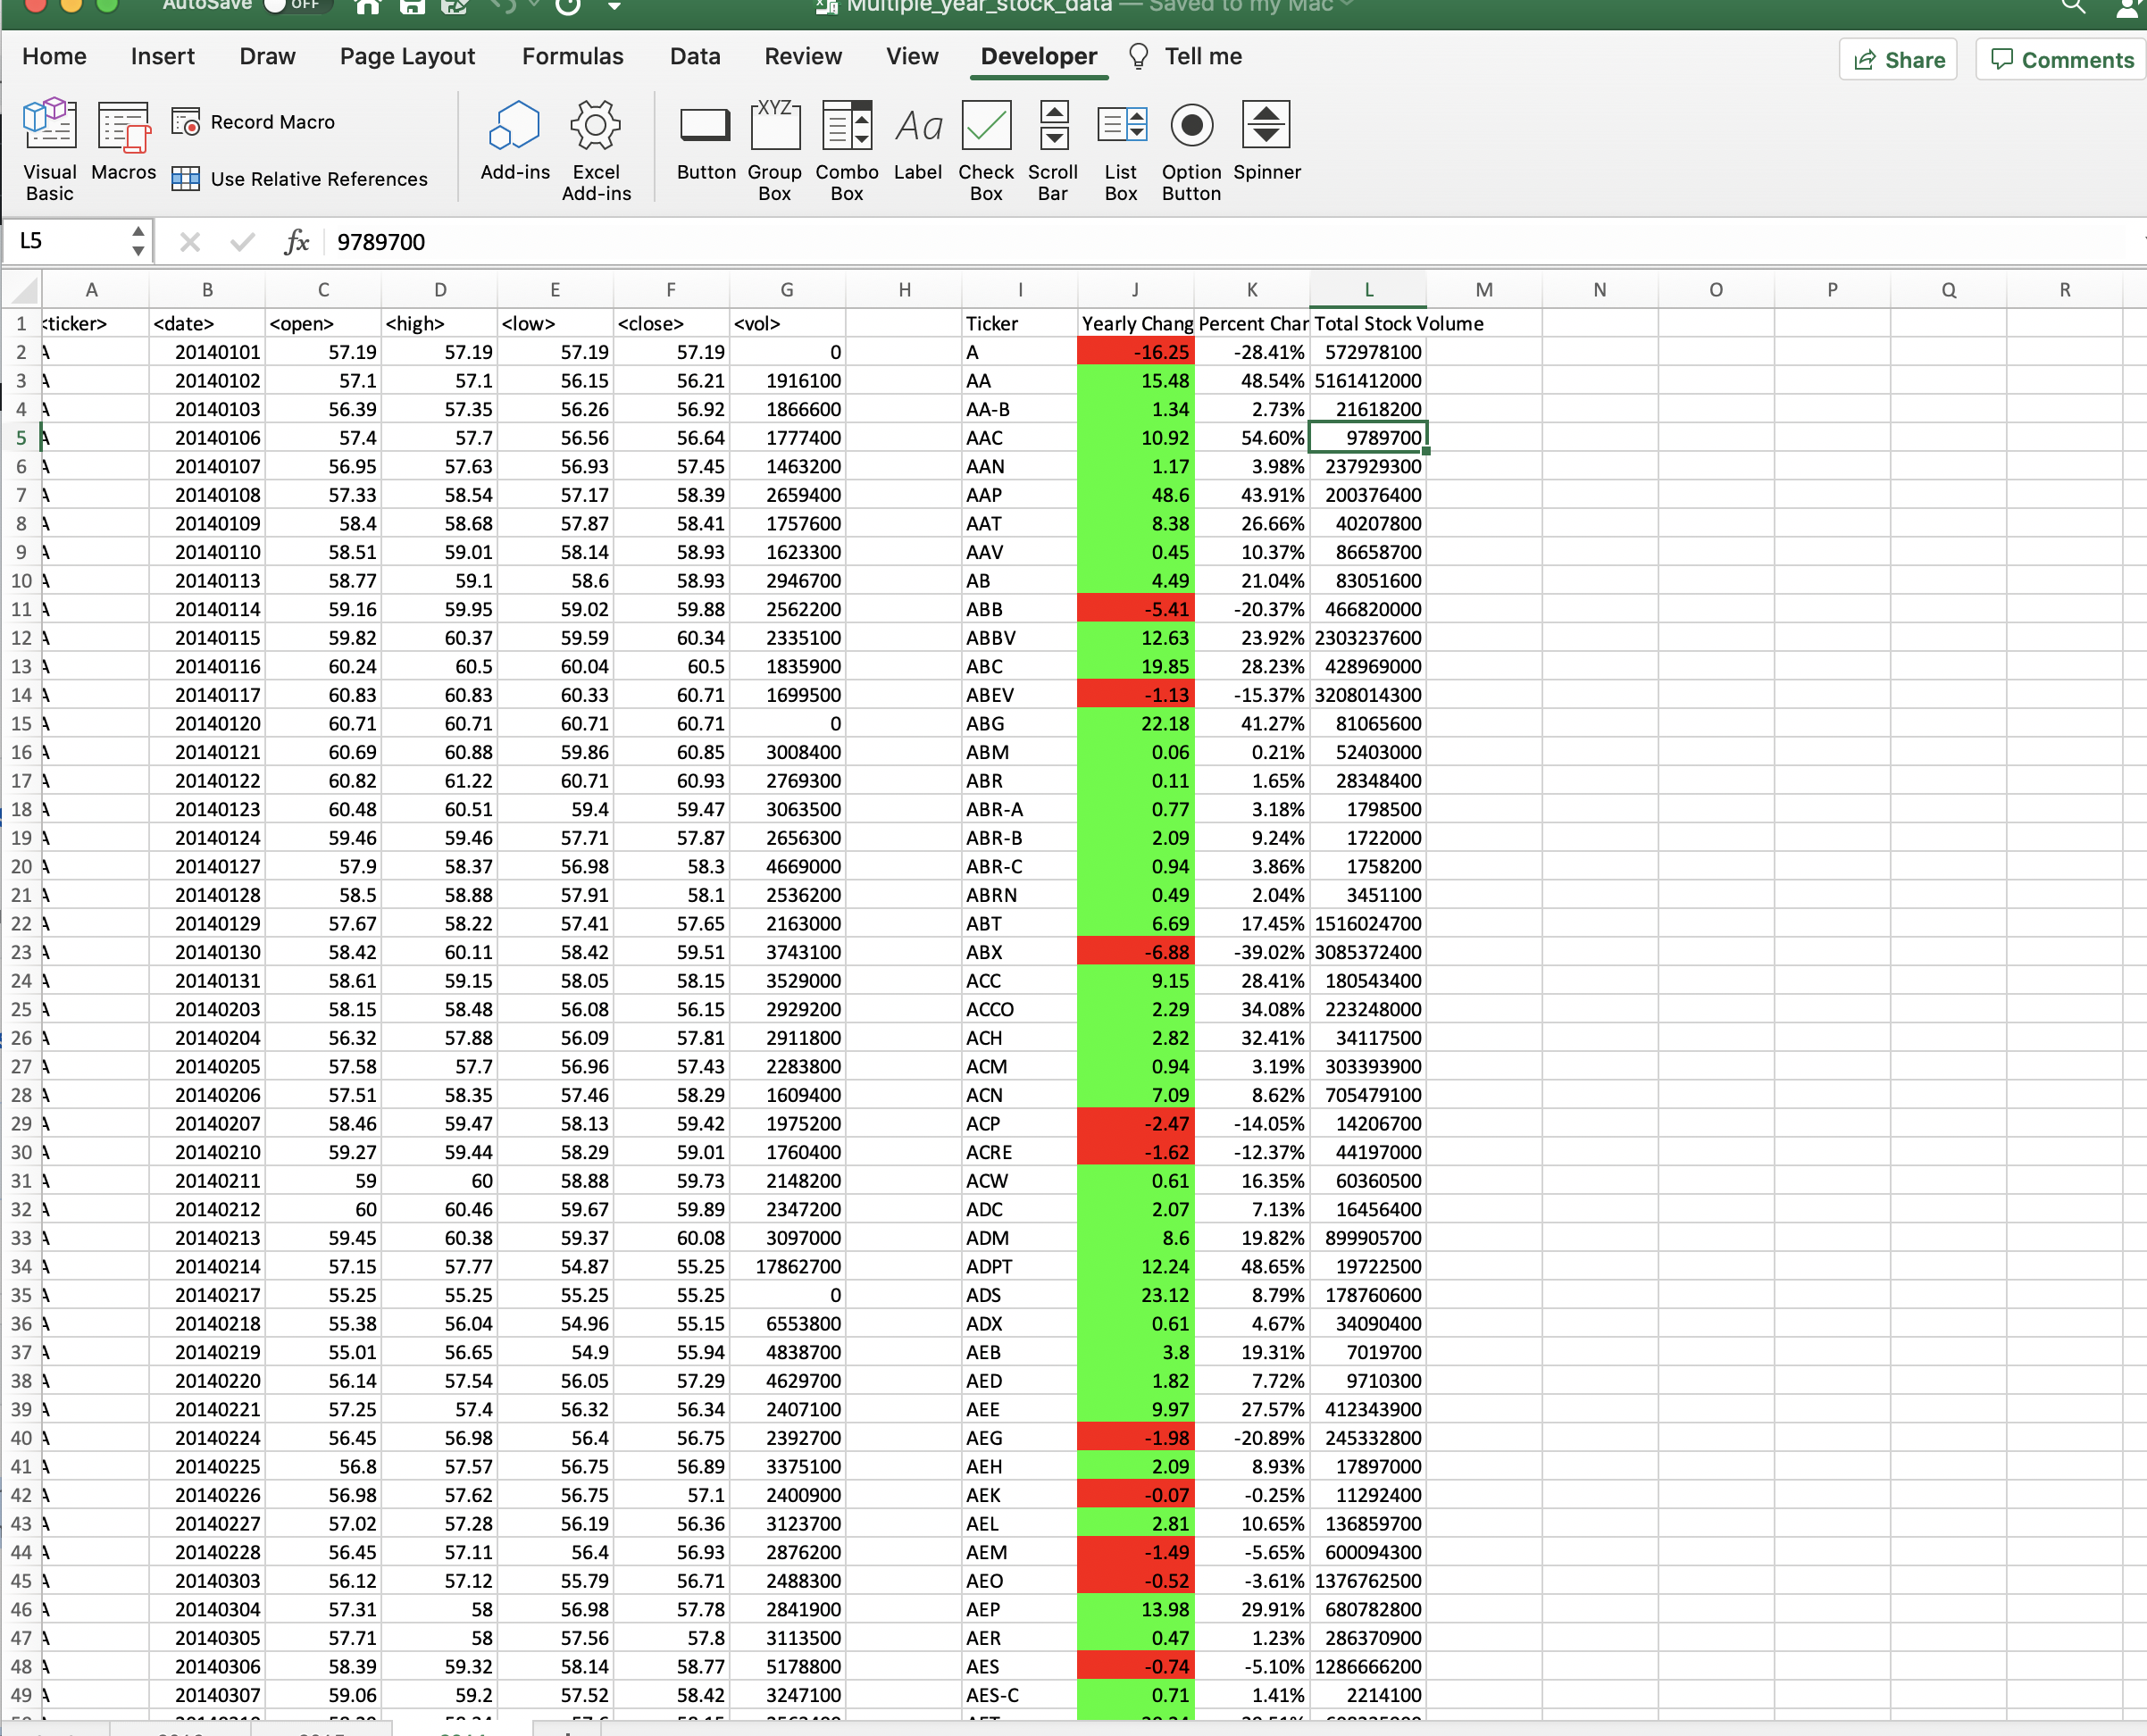 AutoSave OFF Multiple_year_stock_data — Saved to my Mac
Home Insert Draw Page Layout Formulas Data Review View Developer Tell me Share Comments
Visual Basic Macros Record Macro Use Relative References Add-ins Excel Add-ins Button XYZ Group Box Combo Box Aa Label Check Box Scroll Bar List Box Option Button Spinner
L5 fx 9789700
A B C D E F G H I J K L M N O P Q R
1 <ticker> <date> <open> <high> <low> <close> <vol> Ticker Yearly Chang Percent Char Total Stock Volume
2 A 20140101 57.19 57.19 57.19 57.19 0 A -16.25 -28.41% 572978100
3 A 20140102 57.1 57.1 56.15 56.21 1916100 AA 15.48 48.54% 5161412000
4 A 20140103 56.39 57.35 56.26 56.92 1866600 AA-B 1.34 2.73% 21618200
5 A 20140106 57.4 57.7 56.56 56.64 1777400 AAC 10.92 54.60% 9789700
6 A 20140107 56.95 57.63 56.93 57.45 1463200 AAN 1.17 3.98% 237929300
7 A 20140108 57.33 58.54 57.17 58.39 2659400 AAP 48.6 43.91% 200376400
8 A 20140109 58.4 58.68 57.87 58.41 1757600 AAT 8.38 26.66% 40207800
9 A 20140110 58.51 59.01 58.14 58.93 1623300 AAV 0.45 10.37% 86658700
10 A 20140113 58.77 59.1 58.6 58.93 2946700 AB 4.49 21.04% 83051600
11 A 20140114 59.16 59.95 59.02 59.88 2562200 ABB -5.41 -20.37% 466820000
12 A 20140115 59.82 60.37 59.59 60.34 2335100 ABBV 12.63 23.92% 2303237600
13 A 20140116 60.24 60.5 60.04 60.5 1835900 ABC 19.85 28.23% 428969000
14 A 20140117 60.83 60.83 60.33 60.71 1699500 ABEV -1.13 -15.37% 3208014300
15 A 20140120 60.71 60.71 60.71 60.71 0 ABG 22.18 41.27% 81065600
16 A 20140121 60.69 60.88 59.86 60.85 3008400 ABM 0.06 0.21% 52403000
17 A 20140122 60.82 61.22 60.71 60.93 2769300 ABR 0.11 1.65% 28348400
18 A 20140123 60.48 60.51 59.4 59.47 3063500 ABR-A 0.77 3.18% 1798500
19 A 20140124 59.46 59.46 57.71 57.87 2656300 ABR-B 2.09 9.24% 1722000
20 A 20140127 57.9 58.37 56.98 58.3 4669000 ABR-C 0.94 3.86% 1758200
21 A 20140128 58.5 58.88 57.91 58.1 2536200 ABRN 0.49 2.04% 3451100
22 A 20140129 57.67 58.22 57.41 57.65 2163000 ABT 6.69 17.45% 1516024700
23 A 20140130 58.42 60.11 58.42 59.51 3743100 ABX -6.88 -39.02% 3085372400
24 A 20140131 58.61 59.15 58.05 58.15 3529000 ACC 9.15 28.41% 180543400
25 A 20140203 58.15 58.48 56.08 56.15 2929200 ACCO 2.29 34.08% 223248000
26 A 20140204 56.32 57.88 56.09 57.81 2911800 ACH 2.82 32.41% 34117500
27 A 20140205 57.58 57.7 56.96 57.43 2283800 ACM 0.94 3.19% 303393900
28 A 20140206 57.51 58.35 57.46 58.29 1609400 ACN 7.09 8.62% 705479100
29 A 20140207 58.46 59.47 58.13 59.42 1975200 ACP -2.47 -14.05% 14206700
30 A 20140210 59.27 59.44 58.29 59.01 1760400 ACRE -1.62 -12.37% 44197000
31 A 20140211 59 60 58.88 59.73 2148200 ACW 0.61 16.35% 60360500
32 A 20140212 60 60.46 59.67 59.89 2347200 ADC 2.07 7.13% 16456400
33 A 20140213 59.45 60.38 59.37 60.08 3097000 ADM 8.6 19.82% 899905700
34 A 20140214 57.15 57.77 54.87 55.25 17862700 ADPT 12.24 48.65% 19722500
35 A 20140217 55.25 55.25 55.25 55.25 0 ADS 23.12 8.79% 178760600
36 A 20140218 55.38 56.04 54.96 55.15 6553800 ADX 0.61 4.67% 34090400
37 A 20140219 55.01 56.65 54.9 55.94 4838700 AEB 3.8 19.31% 7019700
38 A 20140220 56.14 57.54 56.05 57.29 4629700 AED 1.82 7.72% 9710300
39 A 20140221 57.25 57.4 56.32 56.34 2407100 AEE 9.97 27.57% 412343900
40 A 20140224 56.45 56.98 56.4 56.75 2392700 AEG -1.98 -20.89% 245332800
41 A 20140225 56.8 57.57 56.75 56.89 3375100 AEH 2.09 8.93% 17897000
42 A 20140226 56.98 57.62 56.75 57.1 2400900 AEK -0.07 -0.25% 11292400
43 A 20140227 57.02 57.28 56.19 56.36 3123700 AEL 2.81 10.65% 136859700
44 A 20140228 56.45 57.11 56.4 56.93 2876200 AEM -1.49 -5.65% 600094300
45 A 20140303 56.12 57.12 55.79 56.71 2488300 AEO -0.52 -3.61% 1376762500
46 A 20140304 57.31 58 56.98 57.78 2841900 AEP 13.98 29.91% 680782800
47 A 20140305 57.71 58 57.56 57.8 3113500 AER 0.47 1.23% 286370900
48 A 20140306 58.39 59.32 58.14 58.77 5178800 AES -0.74 -5.10% 1286666200
49 A 20140307 59.06 59.2 57.52 58.42 3247100 AES-C 0.71 1.41% 2214100